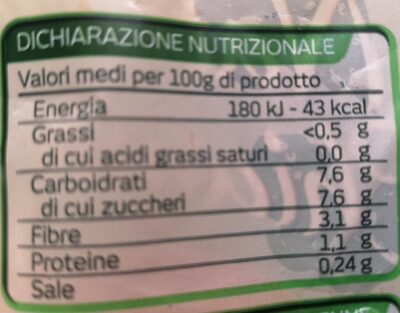 DICHIARAZIONE NUTRIZIONALE
Valori medi per 100g di prodotto
Energia 180 kJ - 43 kcal
Grassi <0,5 g
di cui acidi grassi saturi 0,0 g
Carboidrati 7,6 g
di cui zuccheri 7,6 g
Fibre 3,1 g
Proteine 1,1 g
Sale 0,24 g